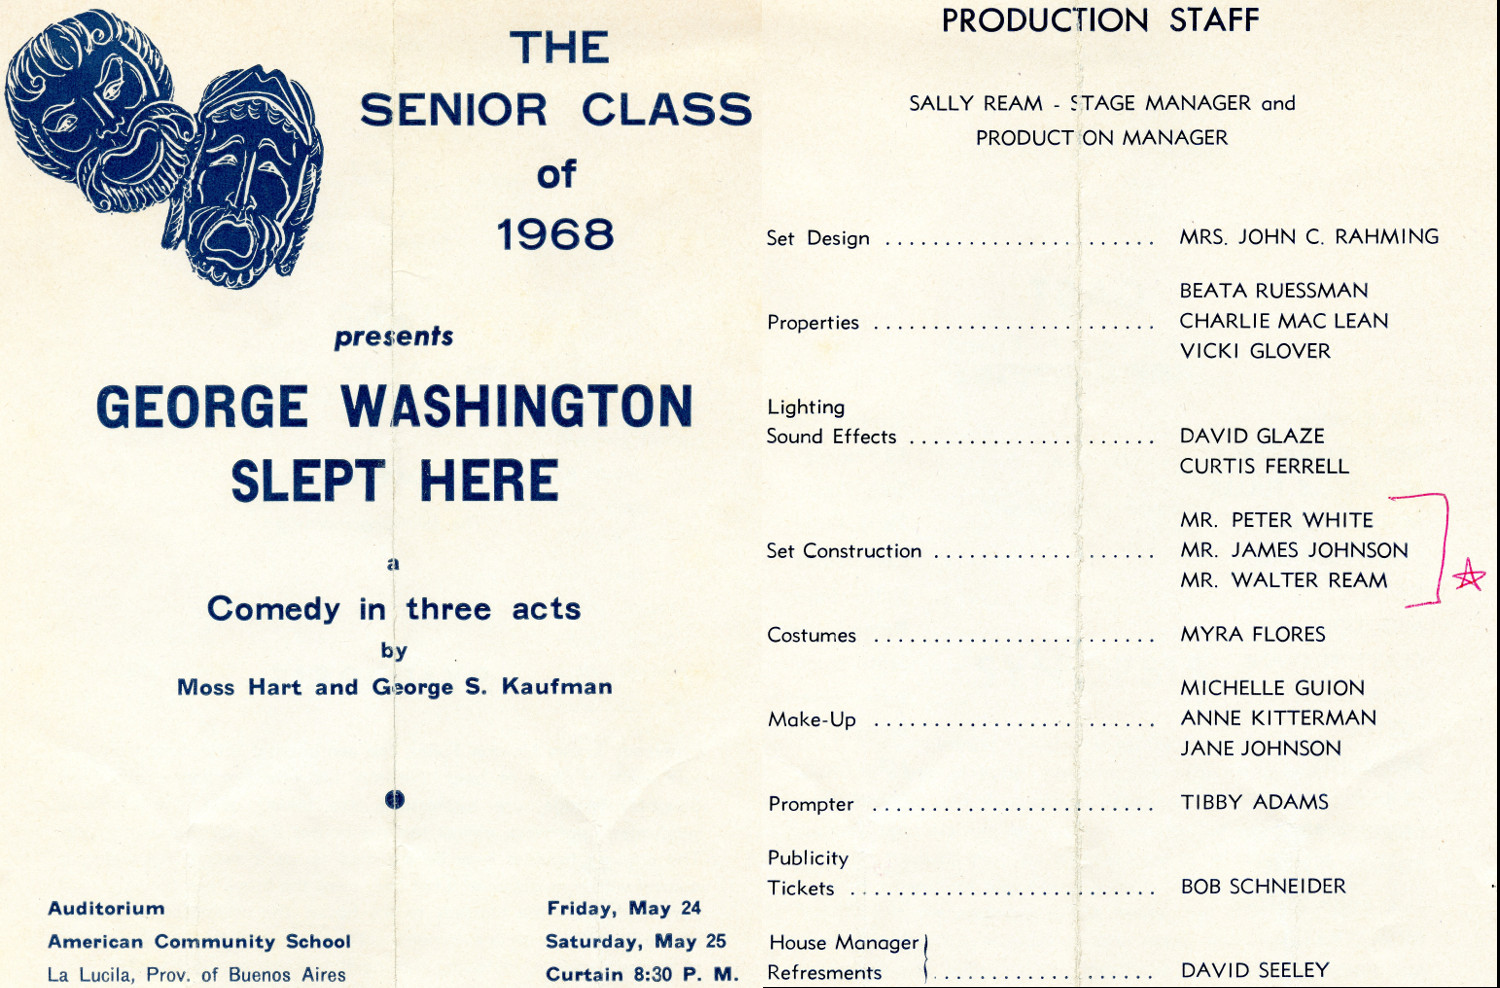 THE
SENIOR CLASS
of
1968
presents
GEORGE WASHINGTON
SLEPT HERE
a
Comedy in three acts
by
Moss Hart and George S. Kaufman
Auditorium
American Community School
La Lucila, Prov. of Buenos Aires
Friday, May 24
Saturday, May 25
Curtain 8:30 P. M.
PRODUCTION STAFF
SALLY REAM - STAGE MANAGER and
PRODUCTION MANAGER
Set Design ....................... MRS. JOHN C. RAHMING
BEATA RUESSMAN
Properties ........................ CHARLIE MAC LEAN
VICKI GLOVER
Lighting
Sound Effects ..................... DAVID GLAZE
CURTIS FERRELL
MR. PETER WHITE
Set Construction ................... MR. JAMES JOHNSON
MR. WALTER REAM
Costumes ........................ MYRA FLORES
MICHELLE GUION
Make-Up ........................ ANNE KITTERMAN
JANE JOHNSON
Prompter ........................ TIBBY ADAMS
Publicity
Tickets .......................... BOB SCHNEIDER
House Manager
Refresments ................... DAVID SEELEY